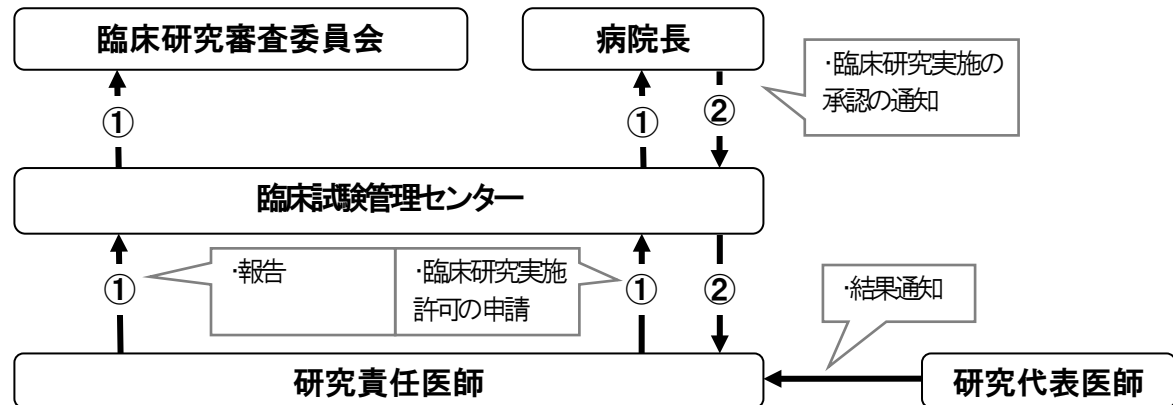 臨床研究審査委員会
病院長
・臨床研究実施の
承認の通知
①
①
②
臨床試験管理センター
①
・報告
・臨床研究実施
許可の申請
①
②
・結果通知
研究責任医師
研究代表医師